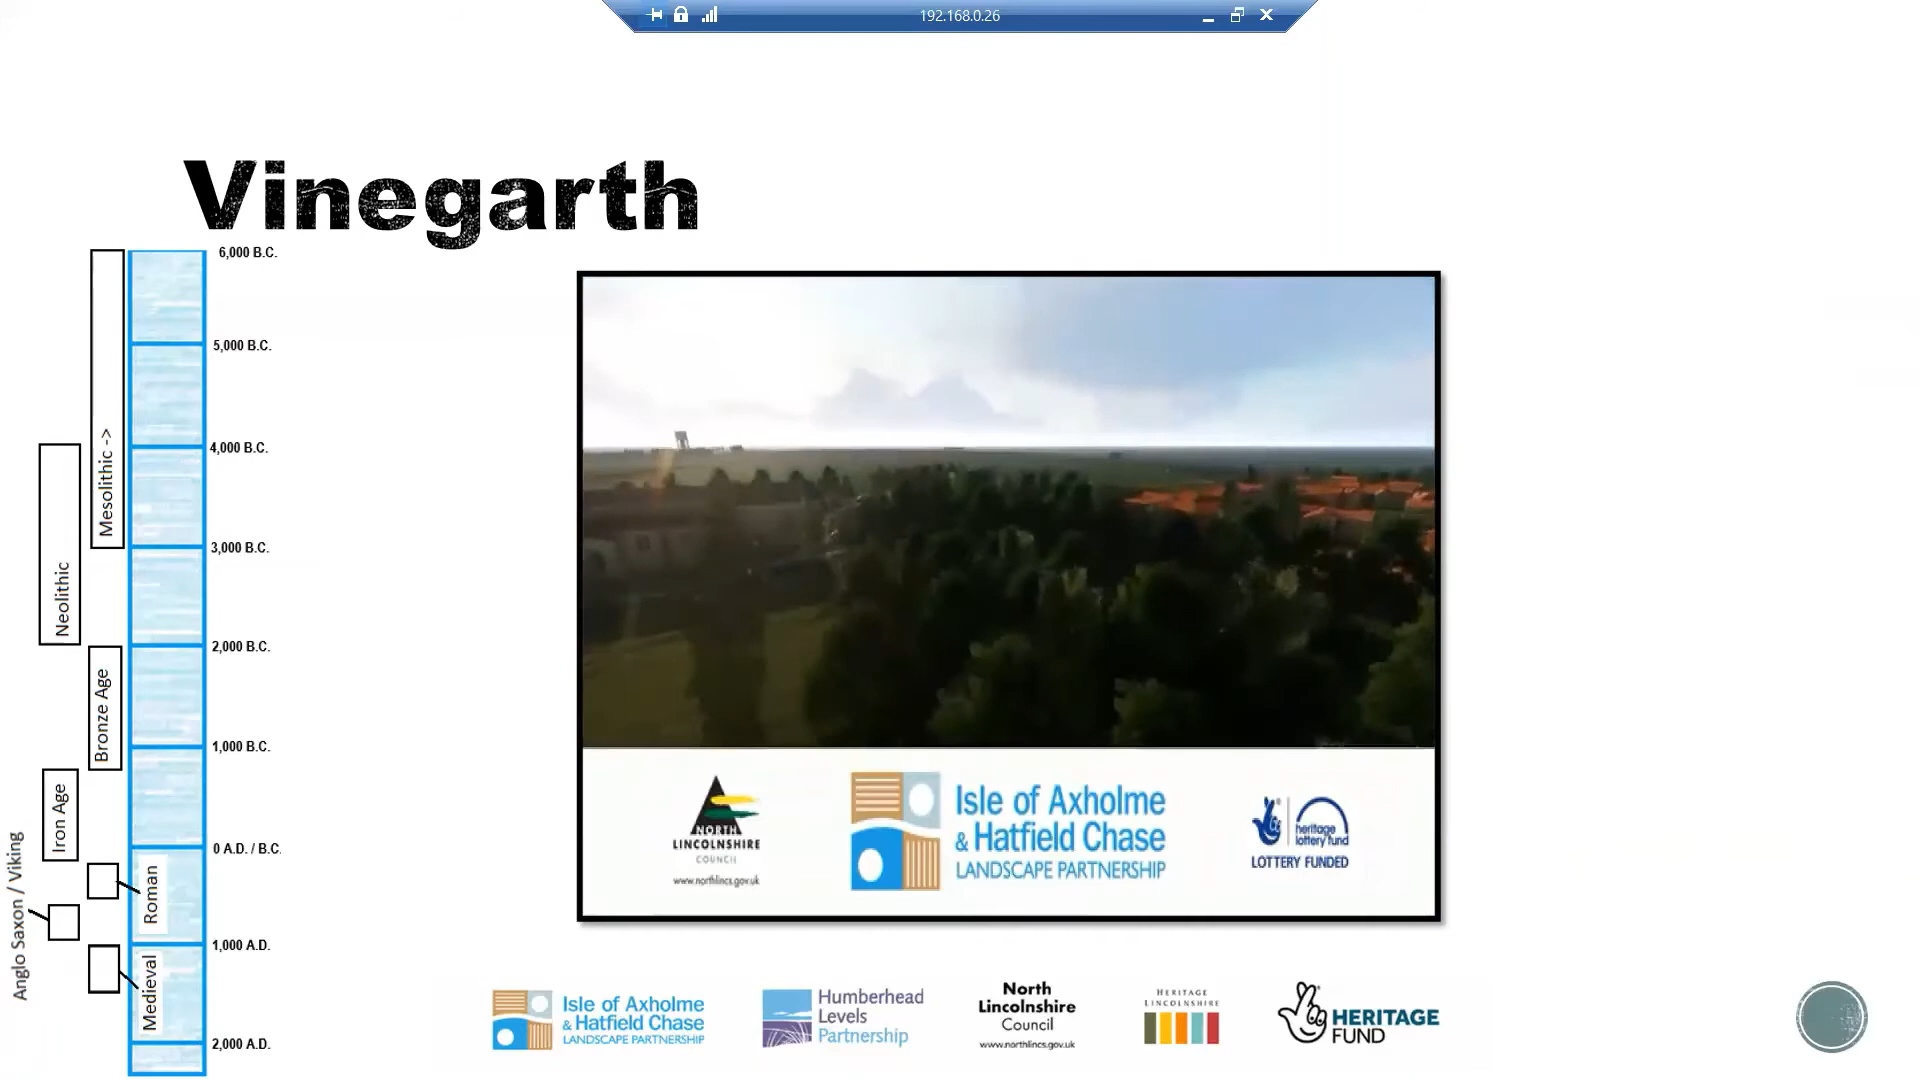 192.168.0.26
Vinegarth
6,000 B.C.
5,000 B.C.
4,000 B.C.
3,000 B.C.
2,000 B.C.
1,000 B.C.
0 A.D. / B.C.
1,000 A.D.
2,000 A.D.
Mesolithic ->
Neolithic
Bronze Age
Iron Age
Roman
Anglo Saxon / Viking
Medieval
NORTH
LINCOLNSHIRE
COUNCIL
www.northlincs.gov.uk
Isle of Axholme
& Hatfield Chase
LANDSCAPE PARTNERSHIP
heritage
lottery fund
LOTTERY FUNDED
Isle of Axholme
& Hatfield Chase
LANDSCAPE PARTNERSHIP
Humberhead
Levels
Partnership
North
Lincolnshire
Council
www.northlincs.gov.uk
HERITAGE
LINCOLNSHIRE
HERITAGE
FUND